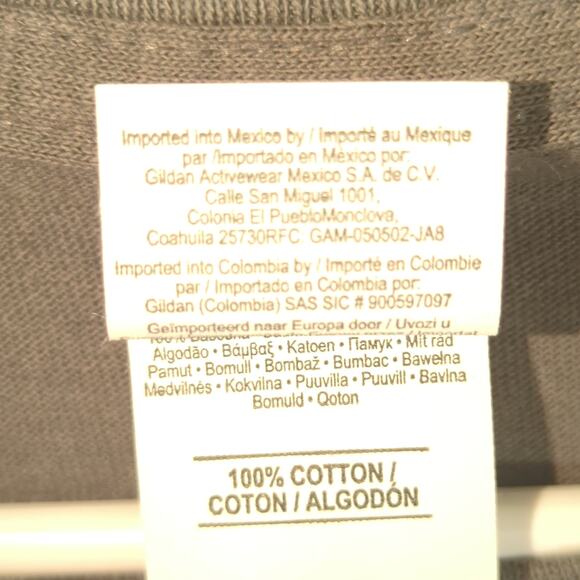 Imported into Mexico by / Importé au Mexique
par /Importado en México por:
Gildan Activewear Mexico S.A. de C.V.
Calle San Miguel 1001,
Colonia El PuebloMonclova,
Coahuila 25730RFC: GAM-050502-JA8
Imported into Colombia by / Importé en Colombie
par / Importado en Colombia por:
Gildan (Colombia) SAS SIC # 900597097
Geïmporteerd naar Europa door / Uvozi u
Algodão • Βάμβαξ • Katoen • Памук • Mit rád
Pamut • Bomull • Bombaž • Bumbac • Bawełna
Medvilnės • Kokvilna • Puuvilla • Puuvill • Bavlna
Bomuld • Qoton
100% COTTON /
COTON / ALGODÓN